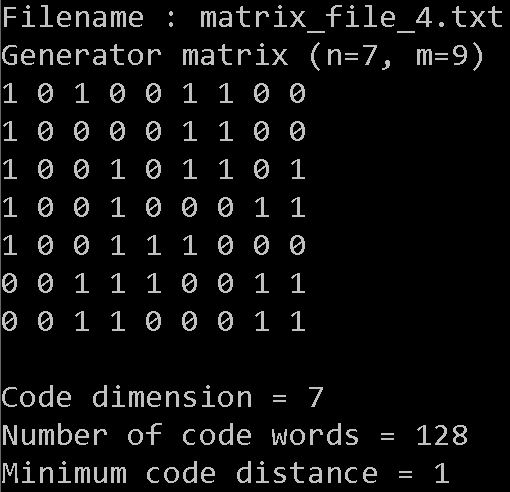 Filename : matrix_file_4.txt
Generator matrix (n=7, m=9)
1 0 1 0 0 1 1 0 0
1 0 0 0 0 1 1 0 0
1 0 0 1 0 1 1 0 1
1 0 0 1 0 0 0 1 1
1 0 0 1 1 1 0 0 0
0 0 1 1 1 0 0 1 1
0 0 1 1 0 0 0 1 1
Code dimension = 7
Number of code words = 128
Minimum code distance = 1